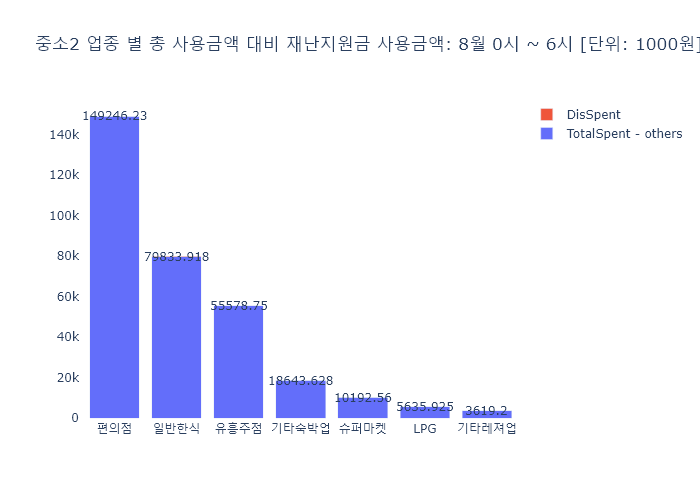 중소2 업종 별 총 사용금액 대비 재난지원금 사용금액: 8월 0시 ~ 6시 [단위: 1000원]
DisSpent
TotalSpent - others
149246.23
79833.918
55578.75
18643.628
10192.56
5635.925
3619.2
140k
120k
100k
80k
60k
40k
20k
0
편의점 일반한식 유흥주점 기타숙박업 슈퍼마켓 LPG 기타레져업